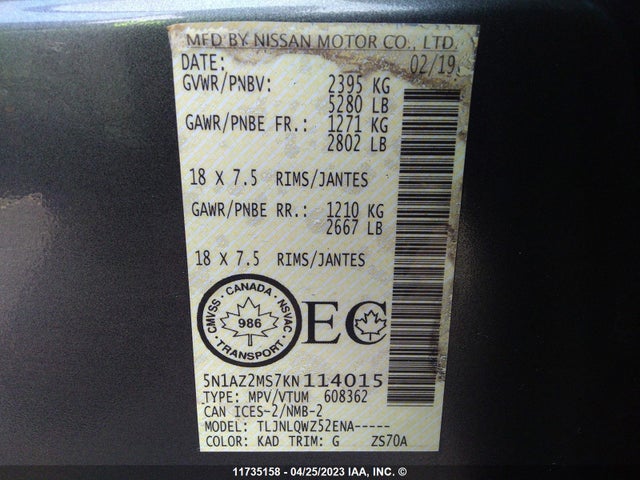 MFD BY NISSAN MOTOR CO., LTD.
DATE: 02/19
GVWR/PNBV: 2395 KG
5280 LB
GAWR/PNBE FR.: 1271 KG
2802 LB
18 X 7.5 RIMS/JANTES
GAWR/PNBE RR.: 1210 KG
2667 LB
18 X 7.5 RIMS/JANTES
CMVSS · CANADA · NSVAC · TRANSPORT ·
986
EC
5N1AZ2MS7KN114015
TYPE: MPV/VTUM 608362
CAN ICES-2/NMB-2
MODEL: TLJNLQWZ52ENA-----
COLOR: KAD TRIM: G ZS70A
11735158 - 04/25/2023 IAA, INC. ©